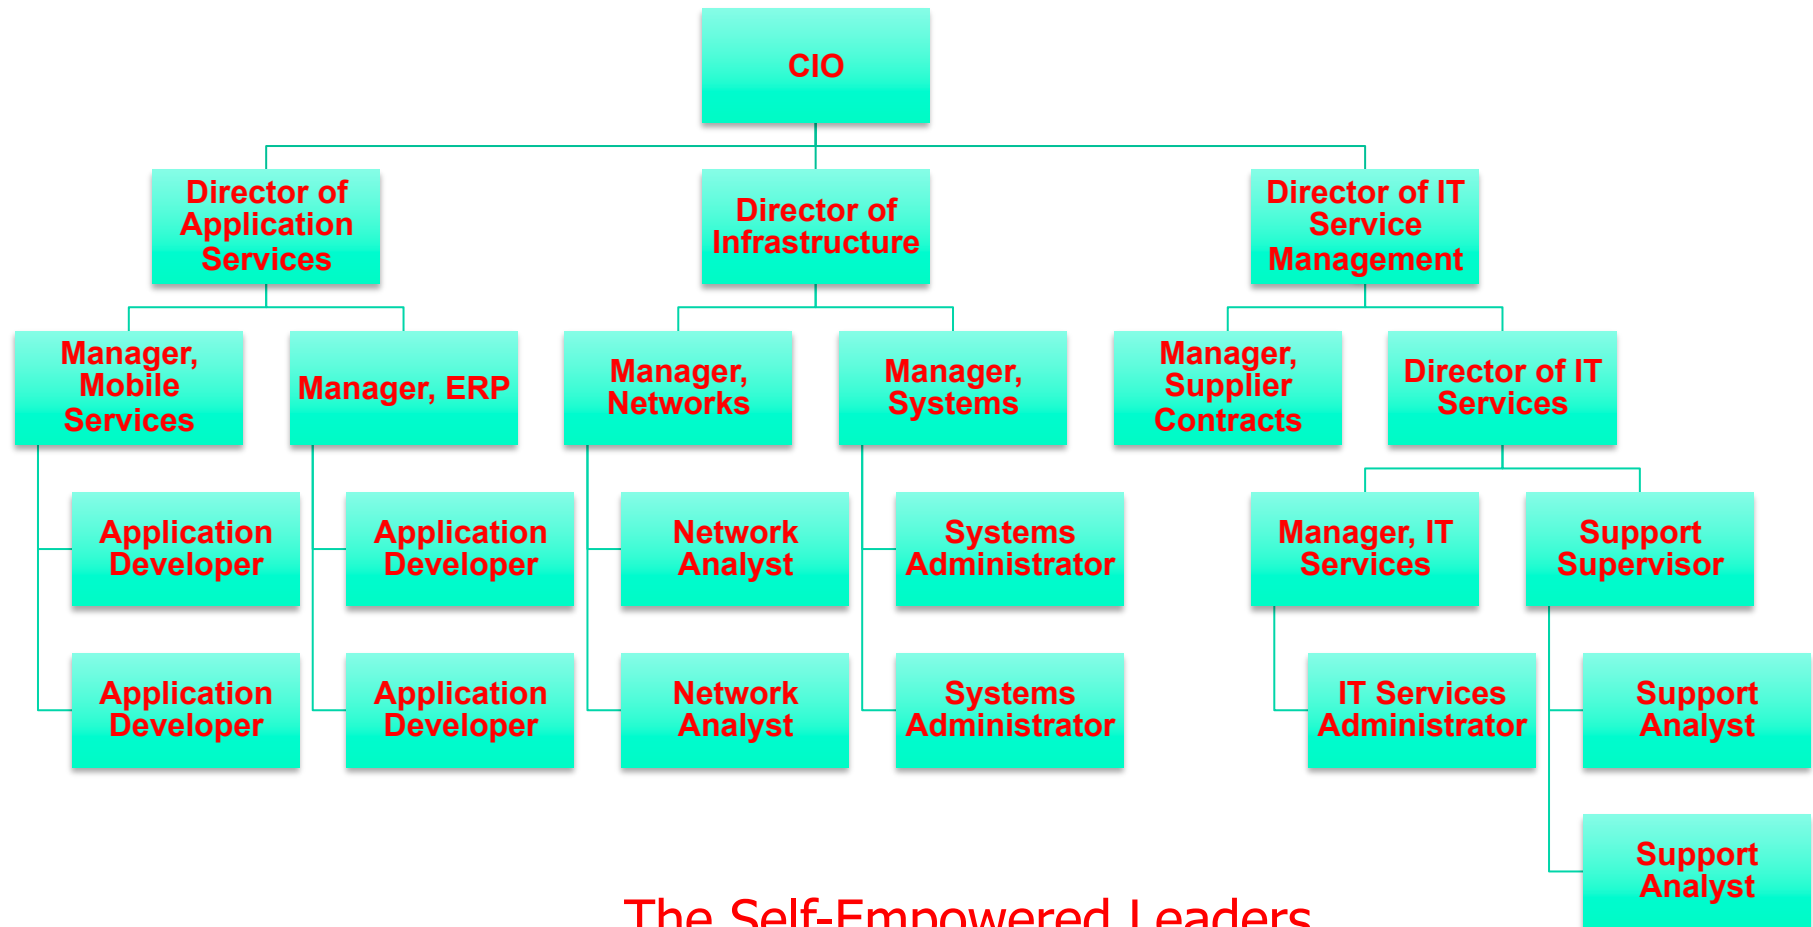 CIO
Director of
Application
Services
Director of
Infrastructure
Director of IT
Service
Management
Manager,
Mobile
Services
Manager, ERP
Manager,
Networks
Manager,
Systems
Manager,
Supplier
Contracts
Director of IT
Services
Application
Developer
Application
Developer
Network
Analyst
Systems
Administrator
Manager, IT
Services
Support
Supervisor
Application
Developer
Application
Developer
Network
Analyst
Systems
Administrator
IT Services
Administrator
Support
Analyst
Support
Analyst
The Self-Empowered Leaders